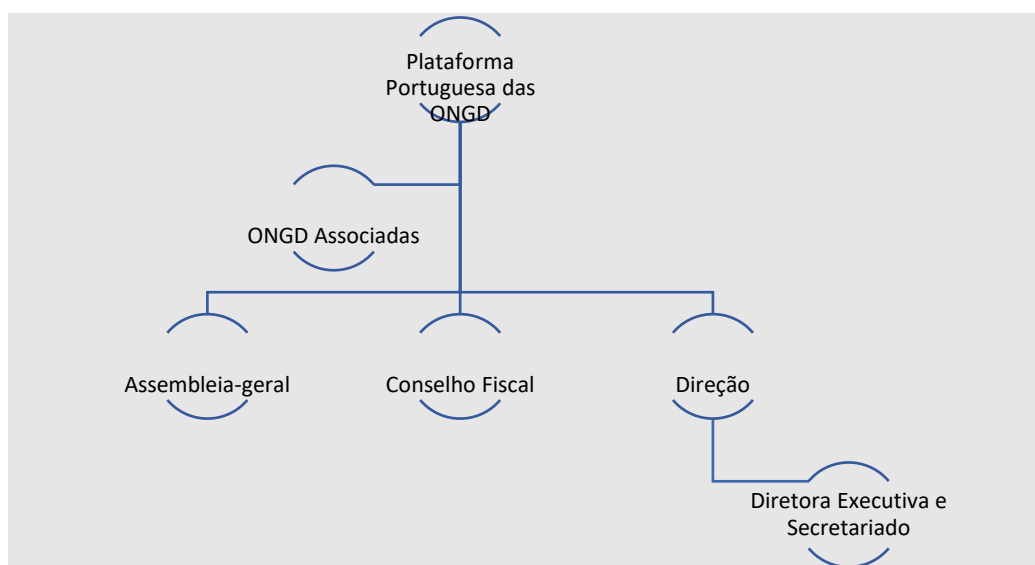 Plataforma
Portuguesa das
ONGD
ONGD Associadas
Assembleia-geral
Conselho Fiscal
Direção
Diretora Executiva e
Secretariado